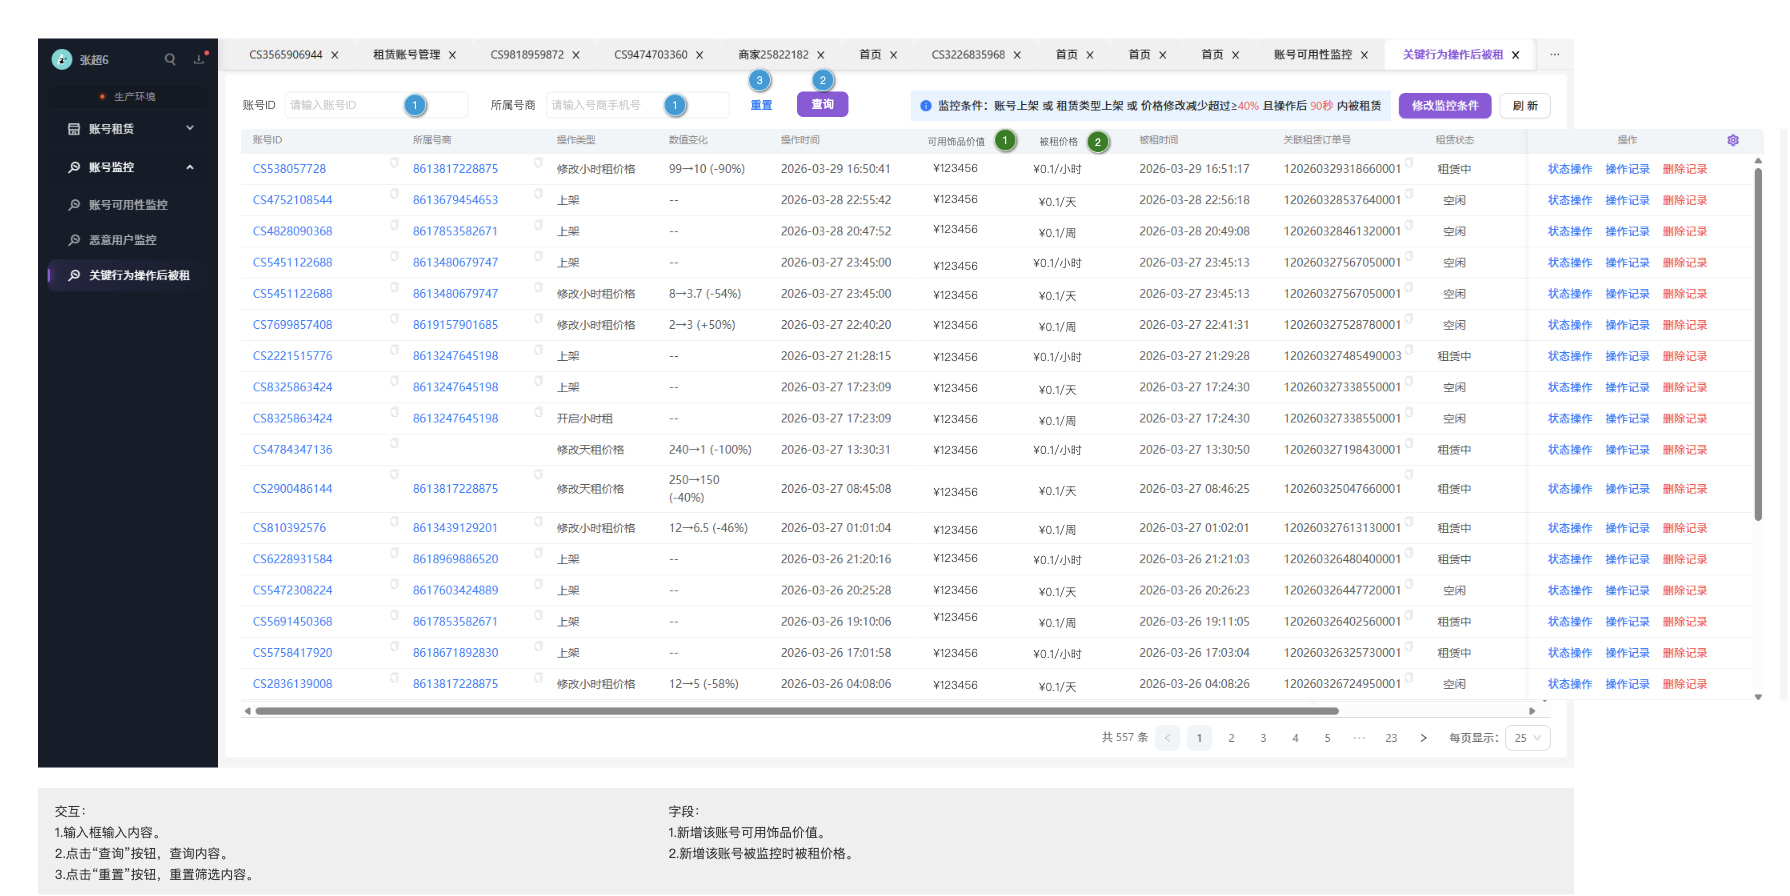 张超6
CS3565906944 × 租赁账号管理 × CS9818959872 × CS9474703360 × 商家25822182 × 首页 × CS3226835968 × 首页 × 首页 × 首页 × 账号可用性监控 × 关键行为操作后被租 × ···
生产环境
账号租赁
账号监控
账号可用性监控
恶意用户监控
关键行为操作后被租
3 2
账号ID 请输入账号ID 1 所属号商 请输入号商手机号 1 重置 查询 监控条件：账号上架 或 租赁类型上架 或 价格修改减少超过≥40% 且操作后 90秒 内被租赁 修改监控条件 刷 新
账号ID 所属号商 操作类型 数值变化 操作时间 可用饰品价值 1 被租价格 2 被租时间 关联租赁订单号 租赁状态 操作
CS538057728 8613817228875 修改小时租价格 99→10 (-90%) 2026-03-29 16:50:41 ¥123456 ¥0.1/小时 2026-03-29 16:51:17 120260329318660001 租赁中 状态操作 操作记录 删除记录
CS4752108544 8613679454653 上架 -- 2026-03-28 22:55:42 ¥123456 ¥0.1/天 2026-03-28 22:56:18 120260328537640001 空闲 状态操作 操作记录 删除记录
CS4828090368 8617853582671 上架 -- 2026-03-28 20:47:52 ¥123456 ¥0.1/周 2026-03-28 20:49:08 120260328461320001 空闲 状态操作 操作记录 删除记录
CS5451122688 8613480679747 上架 -- 2026-03-27 23:45:00 ¥123456 ¥0.1/小时 2026-03-27 23:45:13 120260327567050001 空闲 状态操作 操作记录 删除记录
CS5451122688 8613480679747 修改小时租价格 8→3.7 (-54%) 2026-03-27 23:45:00 ¥123456 ¥0.1/天 2026-03-27 23:45:13 120260327567050001 空闲 状态操作 操作记录 删除记录
CS7699857408 8619157901685 修改小时租价格 2→3 (+50%) 2026-03-27 22:40:20 ¥123456 ¥0.1/周 2026-03-27 22:41:31 120260327528780001 空闲 状态操作 操作记录 删除记录
CS2221515776 8613247645198 上架 -- 2026-03-27 21:28:15 ¥123456 ¥0.1/小时 2026-03-27 21:29:28 120260327485490003 租赁中 状态操作 操作记录 删除记录
CS8325863424 8613247645198 上架 -- 2026-03-27 17:23:09 ¥123456 ¥0.1/天 2026-03-27 17:24:30 120260327338550001 空闲 状态操作 操作记录 删除记录
CS8325863424 8613247645198 开启小时租 -- 2026-03-27 17:23:09 ¥123456 ¥0.1/周 2026-03-27 17:24:30 120260327338550001 空闲 状态操作 操作记录 删除记录
CS4784347136 修改天租价格 240→1 (-100%) 2026-03-27 13:30:31 ¥123456 ¥0.1/小时 2026-03-27 13:30:50 120260327198430001 租赁中 状态操作 操作记录 删除记录
CS2900486144 8613817228875 修改天租价格 250→150 (-40%) 2026-03-27 08:45:08 ¥123456 ¥0.1/天 2026-03-27 08:46:25 120260325047660001 租赁中 状态操作 操作记录 删除记录
CS810392576 8613439129201 修改小时租价格 12→6.5 (-46%) 2026-03-27 01:01:04 ¥123456 ¥0.1/周 2026-03-27 01:02:01 120260327613130001 租赁中 状态操作 操作记录 删除记录
CS6228931584 8618969886520 上架 -- 2026-03-26 21:20:16 ¥123456 ¥0.1/小时 2026-03-26 21:21:03 120260326480400001 租赁中 状态操作 操作记录 删除记录
CS5472308224 8617603424889 上架 -- 2026-03-26 20:25:28 ¥123456 ¥0.1/天 2026-03-26 20:26:23 120260326447720001 空闲 状态操作 操作记录 删除记录
CS5691450368 8617853582671 上架 -- 2026-03-26 19:10:06 ¥123456 ¥0.1/周 2026-03-26 19:11:05 120260326402560001 租赁中 状态操作 操作记录 删除记录
CS5758417920 8618671892830 上架 -- 2026-03-26 17:01:58 ¥123456 ¥0.1/小时 2026-03-26 17:03:04 120260326325730001 租赁中 状态操作 操作记录 删除记录
CS2836139008 8613817228875 修改小时租价格 12→5 (-58%) 2026-03-26 04:08:06 ¥123456 ¥0.1/天 2026-03-26 04:08:26 120260326724950001 空闲 状态操作 操作记录 删除记录
共 557 条 < 1 2 3 4 5 ··· 23 > 每页显示： 25
交互：
1.输入框输入内容。
2.点击“查询”按钮，查询内容。
3.点击“重置”按钮，重置筛选内容。
字段：
1.新增该账号可用饰品价值。
2.新增该账号被监控时被租价格。